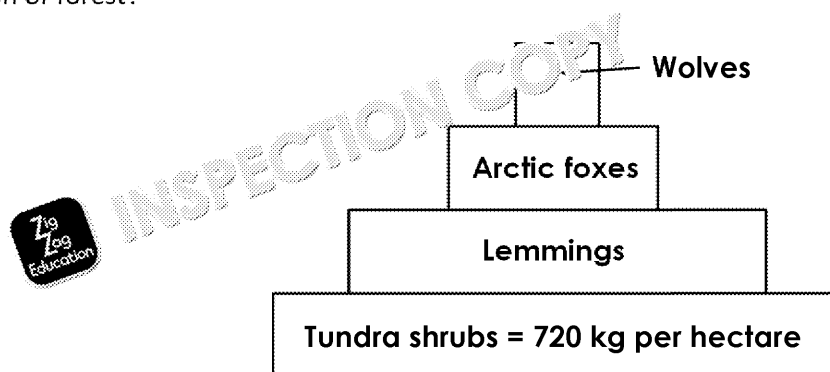 of forest?
Wolves
INSPECTION COPY
Arctic foxes
Zig
Zag
Education
Lemmings
Tundra shrubs = 720 kg per hectare